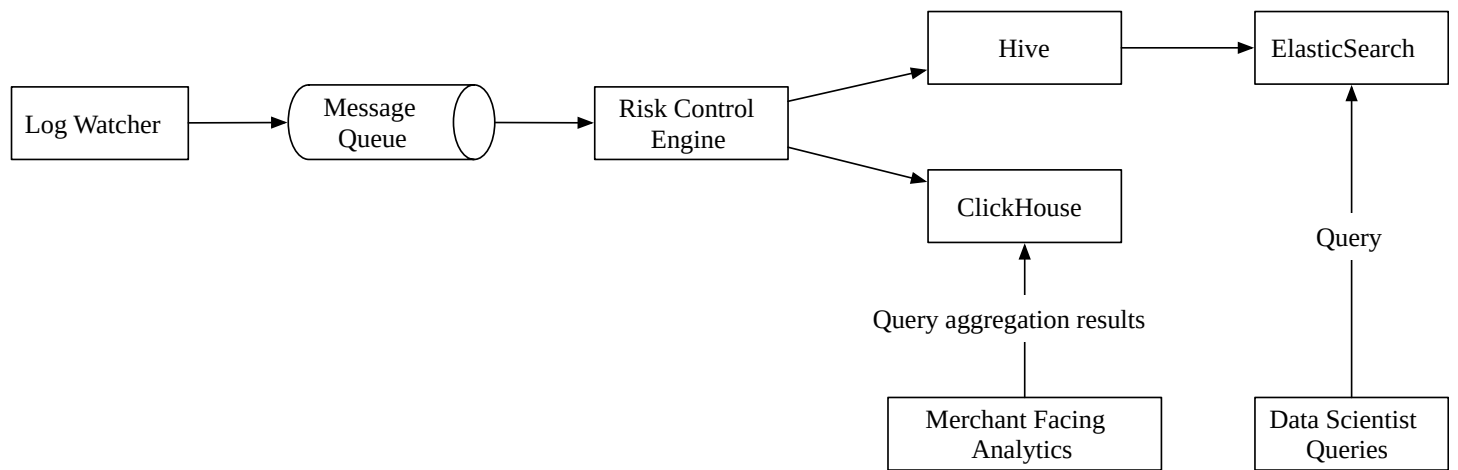 Hive
ElasticSearch
Log Watcher
Message
Queue
Risk Control
Engine
ClickHouse
Query
Query aggregation results
Merchant Facing
Analytics
Data Scientist
Queries